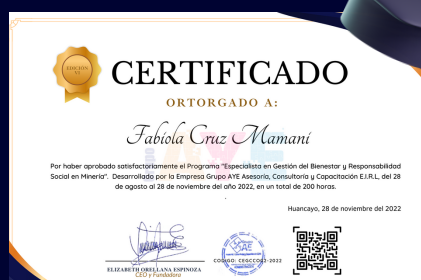 EDICIÓN
CERTIFICADO
ORTORGADO A:
Fabiola Cruz Mamani
Por haber aprobado satisfactoriamente el Programa "Especialista en Gestión del Bienestar y Responsabilidad
Social en Minería". Desarrollado por la Empresa Grupo AYE Asesoría, Consultoría y Capacitación E.I.R.L, del 28
de agosto al 28 de noviembre del año 2022, en un total de 200 horas.
Huancayo, 28 de noviembre del 2022
ELIZABETH ORELLANA ESPINOZA
CEO y Fundadora